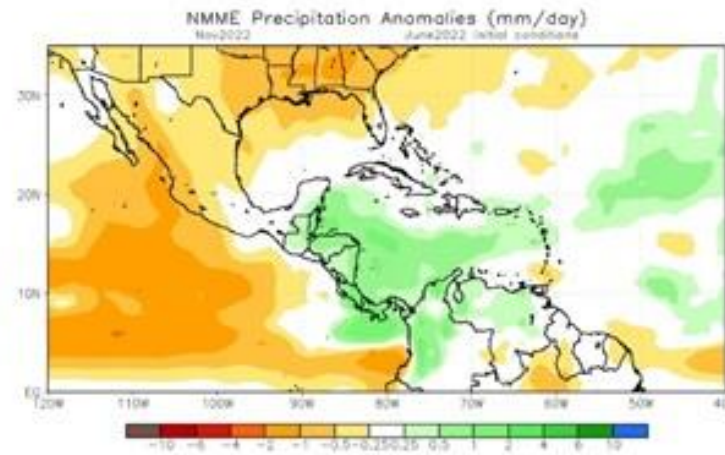 NMME Precipitation Anomalies (mm/day)
Nov2022 June2022 initial conditions
30N
20N
10N
EQ
120W 110W 100W 90W 80W 70W 60W 50W 40
-10 -6 -4 -2 -1 -0.5 -0.25 0.25 0.5 1 2 4 6 10